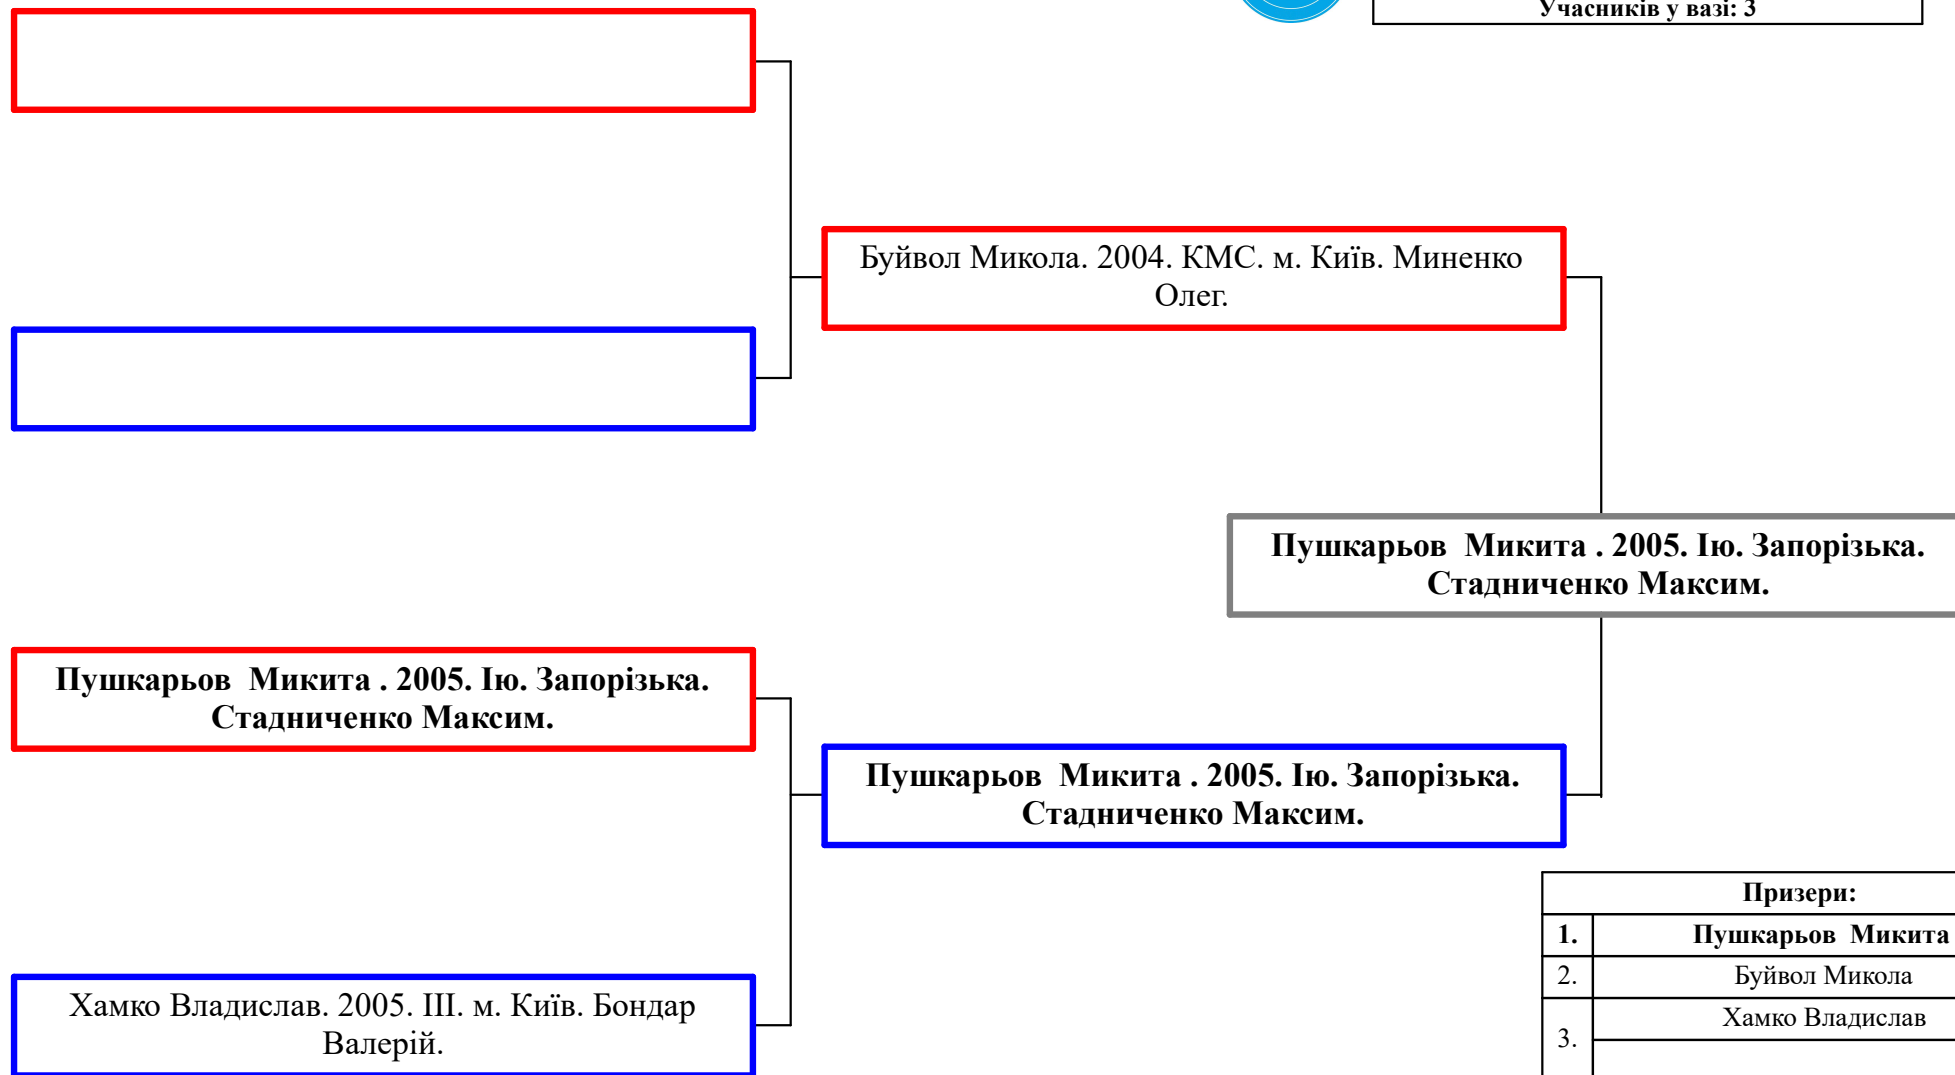 Учасників у вазі: 3
Буйвол Микола. 2004. КМС. м. Київ. Миненко
Олег.
Пушкарьов Микита . 2005. Ію. Запорізька.
Стадниченко Максим.
Пушкарьов Микита . 2005. Ію. Запорізька.
Стадниченко Максим.
Пушкарьов Микита . 2005. Ію. Запорізька.
Стадниченко Максим.
Хамко Владислав. 2005. III. м. Київ. Бондар
Валерій.
Призери:
1. Пушкарьов Микита
2. Буйвол Микола
3. Хамко Владислав